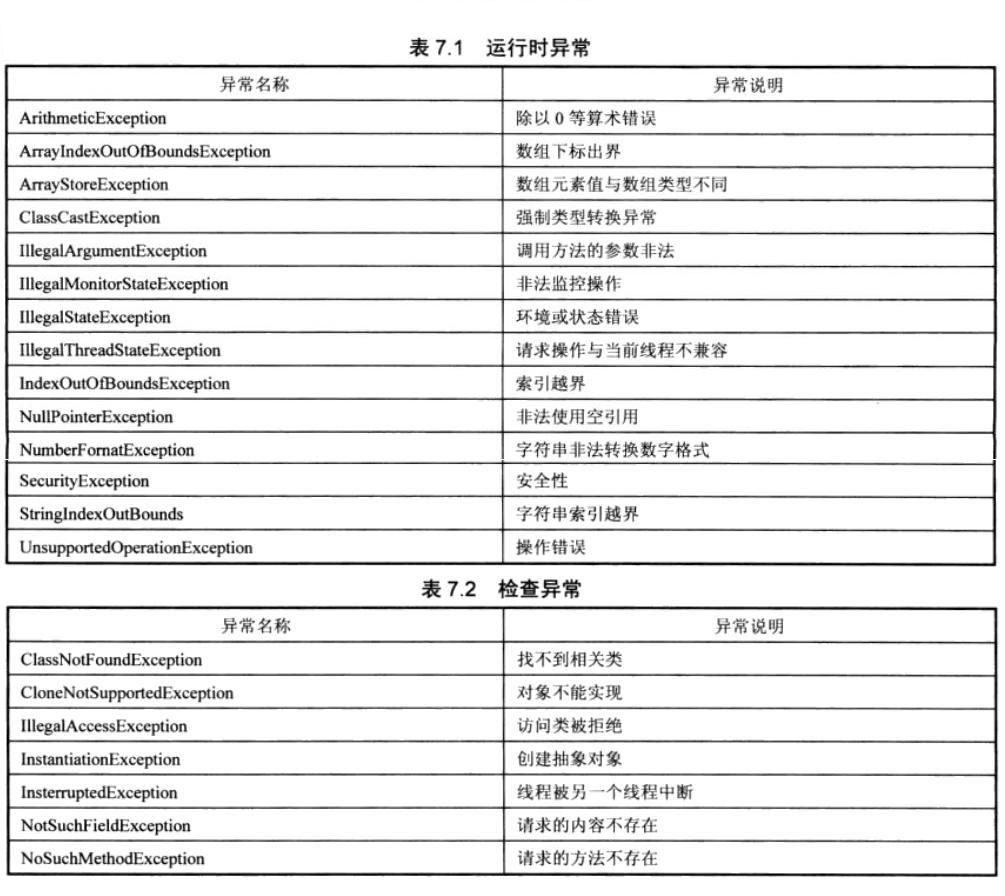 表 7.1 运行时异常
异常名称 异常说明
ArithmeticException 除以 0 等算术错误
ArrayIndexOutOfBoundsException 数组下标出界
ArrayStoreException 数组元素值与数组类型不同
ClassCastException 强制类型转换异常
IllegalArgumentException 调用方法的参数非法
IllegalMonitorStateException 非法监控操作
IllegalStateException 环境或状态错误
IllegalThreadStateException 请求操作与当前线程不兼容
IndexOutOfBoundsException 索引越界
NullPointerException 非法使用空引用
NumberFornatException 字符串非法转换数字格式
SecurityException 安全性
StringIndexOutBounds 字符串索引越界
UnsupportedOperationException 操作错误
表 7.2 检查异常
异常名称 异常说明
ClassNotFoundException 找不到相关类
CloneNotSupportedException 对象不能实现
IllegalAccessException 访问类被拒绝
InstantiationException 创建抽象对象
InsterruptedException 线程被另一个线程中断
NotSuchFieldException 请求的内容不存在
NoSuchMethodException 请求的方法不存在